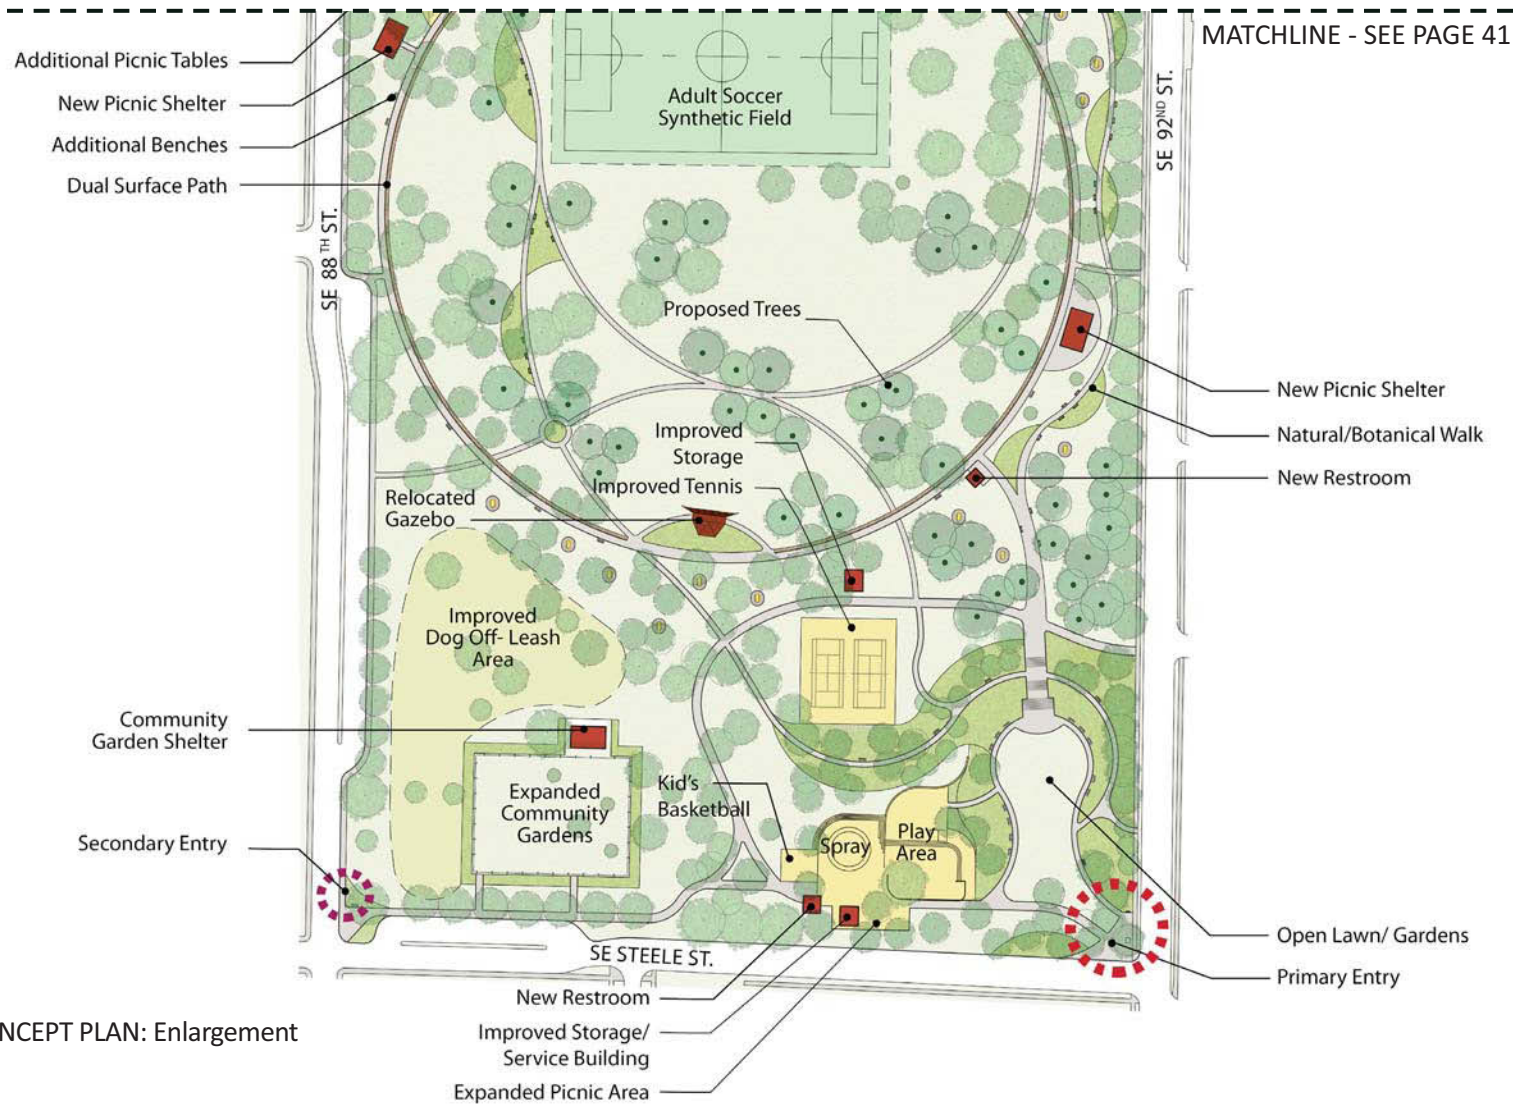 MATCHLINE - SEE PAGE 41
Additional Picnic Tables
New Picnic Shelter
Additional Benches
Dual Surface Path
SE 88TH ST.
SE 92ND ST.
Adult Soccer
Synthetic Field
Proposed Trees
New Picnic Shelter
Natural/Botanical Walk
New Restroom
Improved
Storage
Improved Tennis
Relocated
Gazebo
Improved
Dog Off- Leash
Area
Community
Garden Shelter
Expanded
Community
Gardens
Kid's
Basketball
Spray
Play
Area
Secondary Entry
Open Lawn/ Gardens
Primary Entry
SE STEELE ST.
New Restroom
Improved Storage/
Service Building
Expanded Picnic Area
NCEPT PLAN: Enlargement